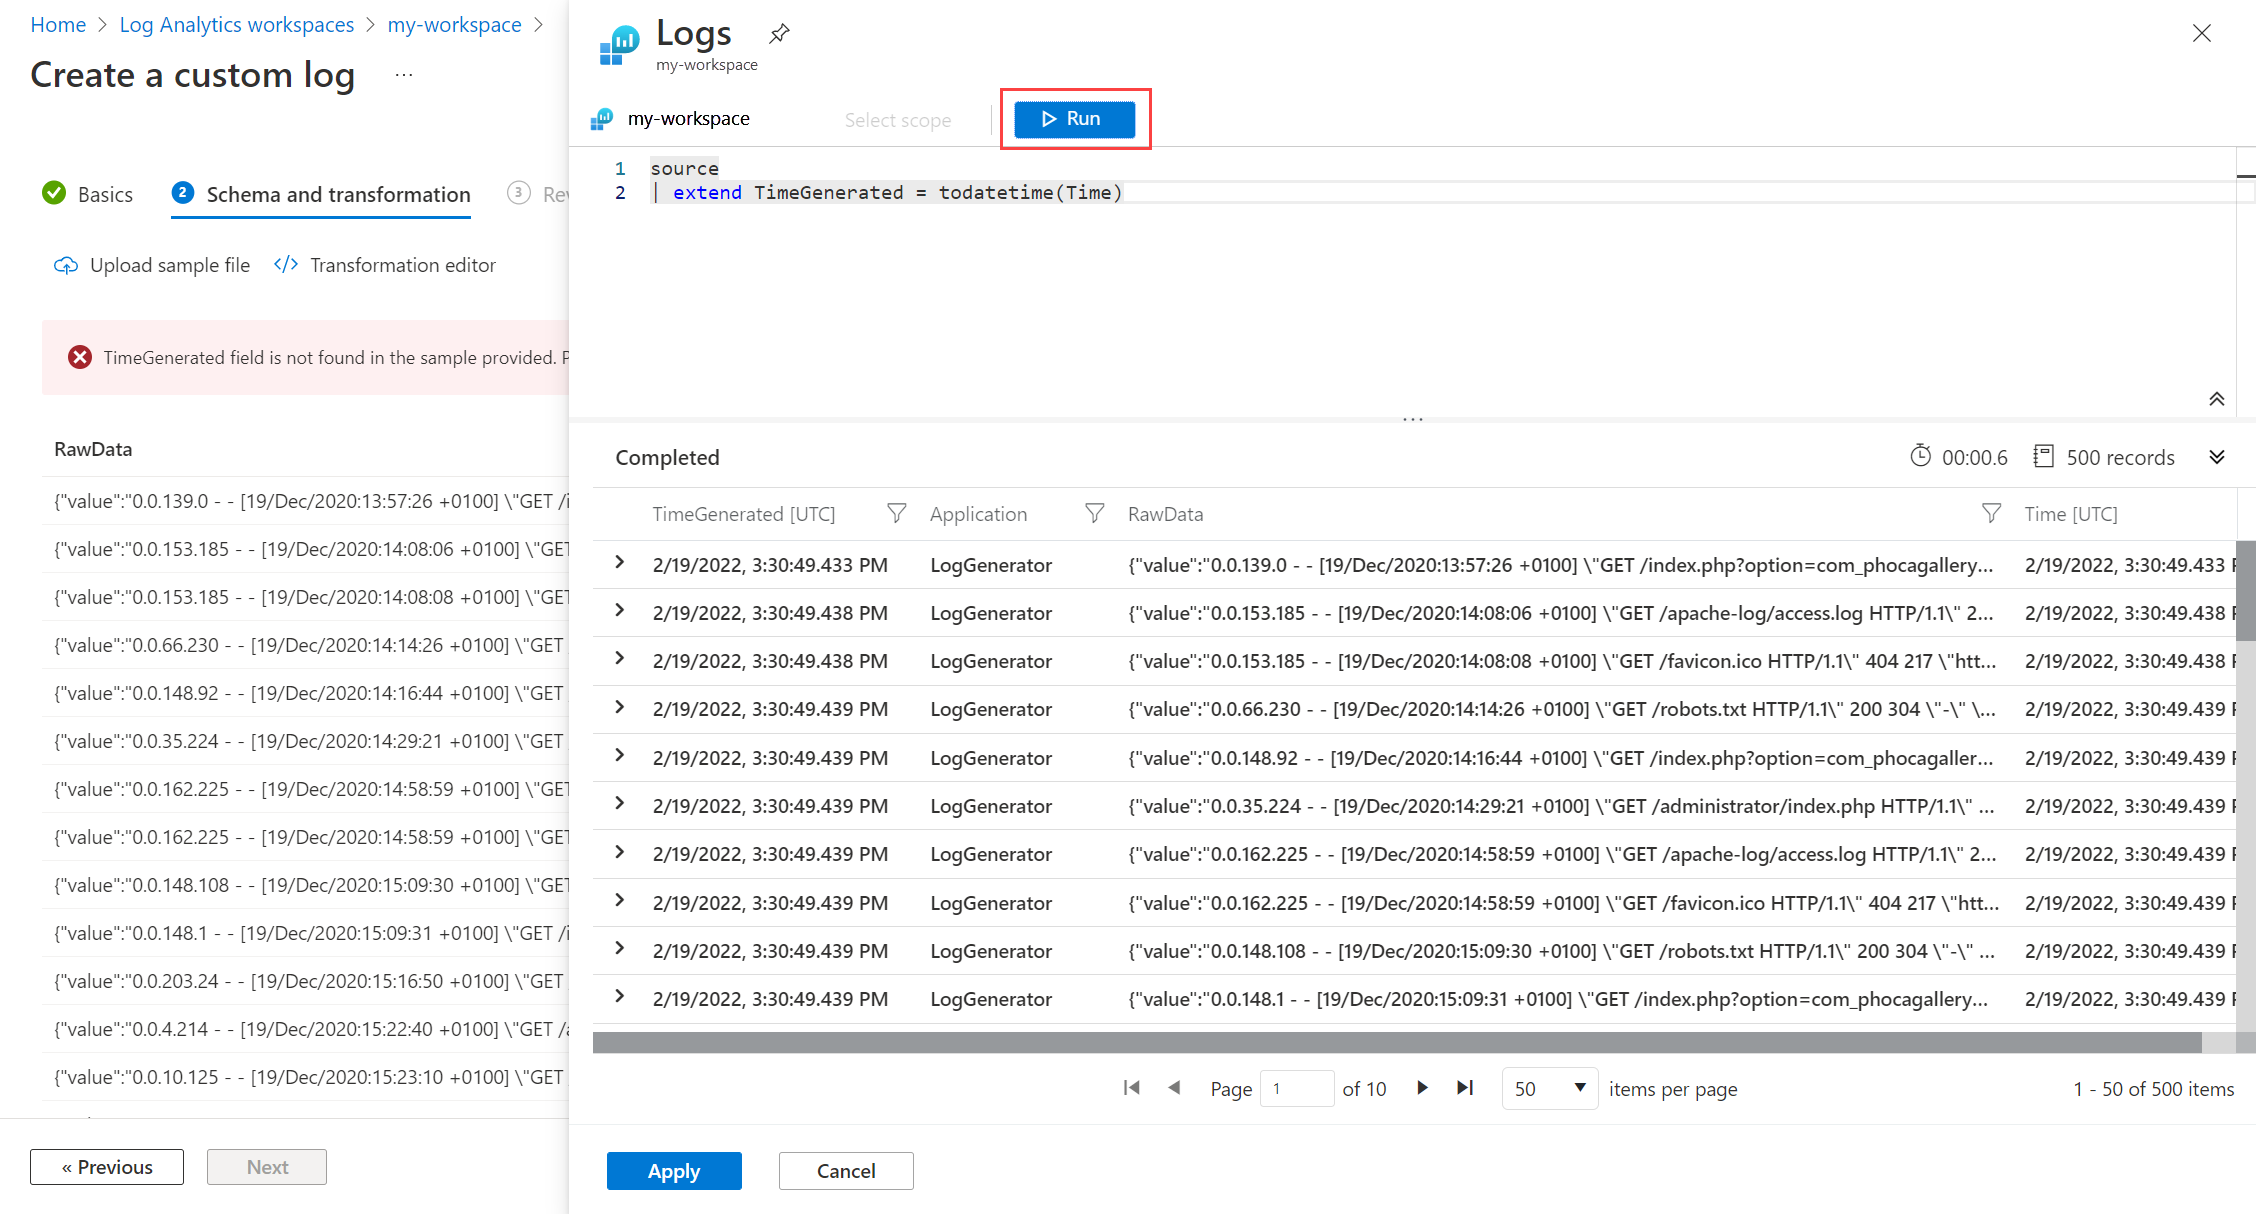 Home > Log Analytics workspaces > my-workspace >
Create a custom log ...
Basics
2 Schema and transformation
3 Rev
Upload sample file
</> Transformation editor
TimeGenerated field is not found in the sample provided. P
RawData
{"value":"0.0.139.0 - - [19/Dec/2020:13:57:26 +0100] \"GET /i
{"value":"0.0.153.185 - - [19/Dec/2020:14:08:06 +0100] \"GET
{"value":"0.0.153.185 - - [19/Dec/2020:14:08:08 +0100] \"GET
{"value":"0.0.66.230 - - [19/Dec/2020:14:14:26 +0100] \"GET
{"value":"0.0.148.92 - - [19/Dec/2020:14:16:44 +0100] \"GET
{"value":"0.0.35.224 - - [19/Dec/2020:14:29:21 +0100] \"GET
{"value":"0.0.162.225 - - [19/Dec/2020:14:58:59 +0100] \"GET
{"value":"0.0.162.225 - - [19/Dec/2020:14:58:59 +0100] \"GET
{"value":"0.0.148.108 - - [19/Dec/2020:15:09:30 +0100] \"GET
{"value":"0.0.148.1 - - [19/Dec/2020:15:09:31 +0100] \"GET /i
{"value":"0.0.203.24 - - [19/Dec/2020:15:16:50 +0100] \"GET
{"value":"0.0.4.214 - - [19/Dec/2020:15:22:40 +0100] \"GET /a
{"value":"0.0.10.125 - - [19/Dec/2020:15:23:10 +0100] \"GET
« Previous
Next
Logs
my-workspace
my-workspace
Select scope
Run
1 source
2 | extend TimeGenerated = todatetime(Time)
...
Completed
00:00.6
500 records
TimeGenerated [UTC] Application RawData Time [UTC]
2/19/2022, 3:30:49.433 PM LogGenerator {"value":"0.0.139.0 - - [19/Dec/2020:13:57:26 +0100] \"GET /index.php?option=com_phocagallery... 2/19/2022, 3:30:49.433 P
2/19/2022, 3:30:49.438 PM LogGenerator {"value":"0.0.153.185 - - [19/Dec/2020:14:08:06 +0100] \"GET /apache-log/access.log HTTP/1.1\" 2... 2/19/2022, 3:30:49.438 P
2/19/2022, 3:30:49.438 PM LogGenerator {"value":"0.0.153.185 - - [19/Dec/2020:14:08:08 +0100] \"GET /favicon.ico HTTP/1.1\" 404 217 \"htt... 2/19/2022, 3:30:49.438 P
2/19/2022, 3:30:49.439 PM LogGenerator {"value":"0.0.66.230 - - [19/Dec/2020:14:14:26 +0100] \"GET /robots.txt HTTP/1.1\" 200 304 \"-\" \... 2/19/2022, 3:30:49.439 P
2/19/2022, 3:30:49.439 PM LogGenerator {"value":"0.0.148.92 - - [19/Dec/2020:14:16:44 +0100] \"GET /index.php?option=com_phocagaller... 2/19/2022, 3:30:49.439 P
2/19/2022, 3:30:49.439 PM LogGenerator {"value":"0.0.35.224 - - [19/Dec/2020:14:29:21 +0100] \"GET /administrator/index.php HTTP/1.1\" ... 2/19/2022, 3:30:49.439 P
2/19/2022, 3:30:49.439 PM LogGenerator {"value":"0.0.162.225 - - [19/Dec/2020:14:58:59 +0100] \"GET /apache-log/access.log HTTP/1.1\" 2... 2/19/2022, 3:30:49.439 P
2/19/2022, 3:30:49.439 PM LogGenerator {"value":"0.0.162.225 - - [19/Dec/2020:14:58:59 +0100] \"GET /favicon.ico HTTP/1.1\" 404 217 \"htt... 2/19/2022, 3:30:49.439 P
2/19/2022, 3:30:49.439 PM LogGenerator {"value":"0.0.148.108 - - [19/Dec/2020:15:09:30 +0100] \"GET /robots.txt HTTP/1.1\" 200 304 \"-\" ... 2/19/2022, 3:30:49.439 P
2/19/2022, 3:30:49.439 PM LogGenerator {"value":"0.0.148.1 - - [19/Dec/2020:15:09:31 +0100] \"GET /index.php?option=com_phocagallery... 2/19/2022, 3:30:49.439 P
Page 1 of 10
50 items per page
1 - 50 of 500 items
Apply
Cancel